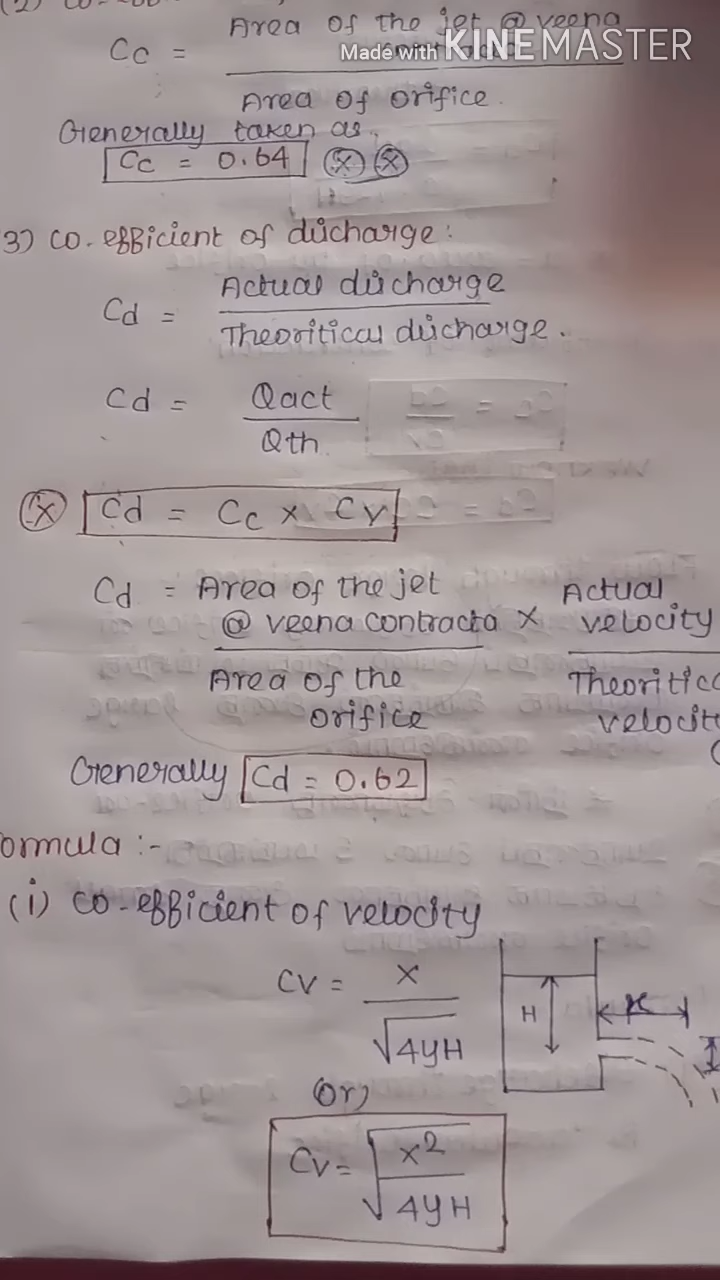 (2)
Area of the jet @ veena
Made with KINEMASTER
Cc =
Area of orifice.
Generally taken as,
Cc = 0.64 (x) (x)
3) co-efficient of discharge:
Cd = Actual discharge
Theoritical discharge.
Cd = Qact
Qth
(x) Cd = Cc x Cv
Cd = Area of the jet @ veena contracta x Actual velocity
Area of the orifice
Theoritic
velocit
Generally Cd = 0.62
ormula :-
(i) co-efficient of velocity
Cv = x
√4yH
(or)
H
x
Cv = √x2
4yH